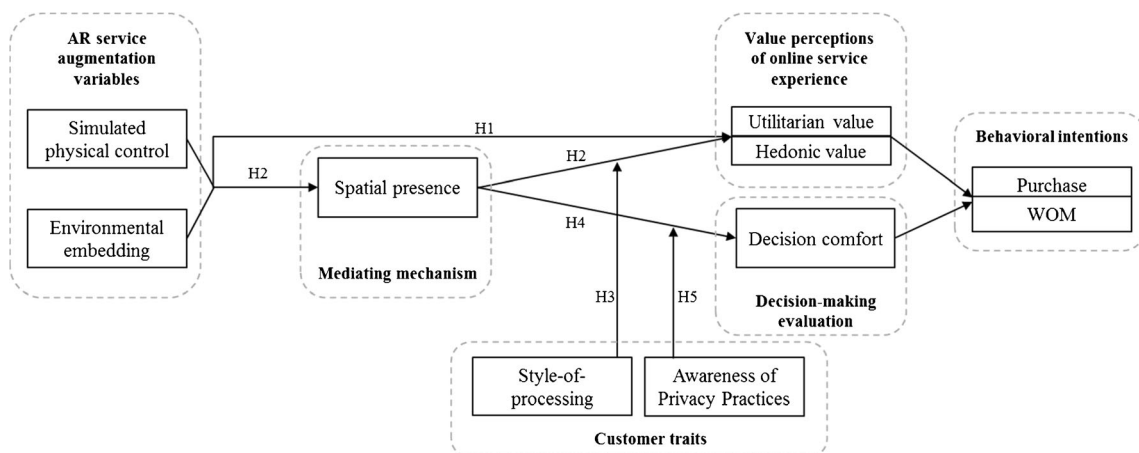 AR service
augmentation
variables
Simulated
physical control
Environmental
embedding
H1
H2
Spatial presence
Mediating mechanism
H2
H4
H3
H5
Value perceptions
of online service
experience
Utilitarian value
Hedonic value
Decision comfort
Decision-making
evaluation
Behavioral intentions
Purchase
WOM
Style-of-
processing
Awareness of
Privacy Practices
Customer traits